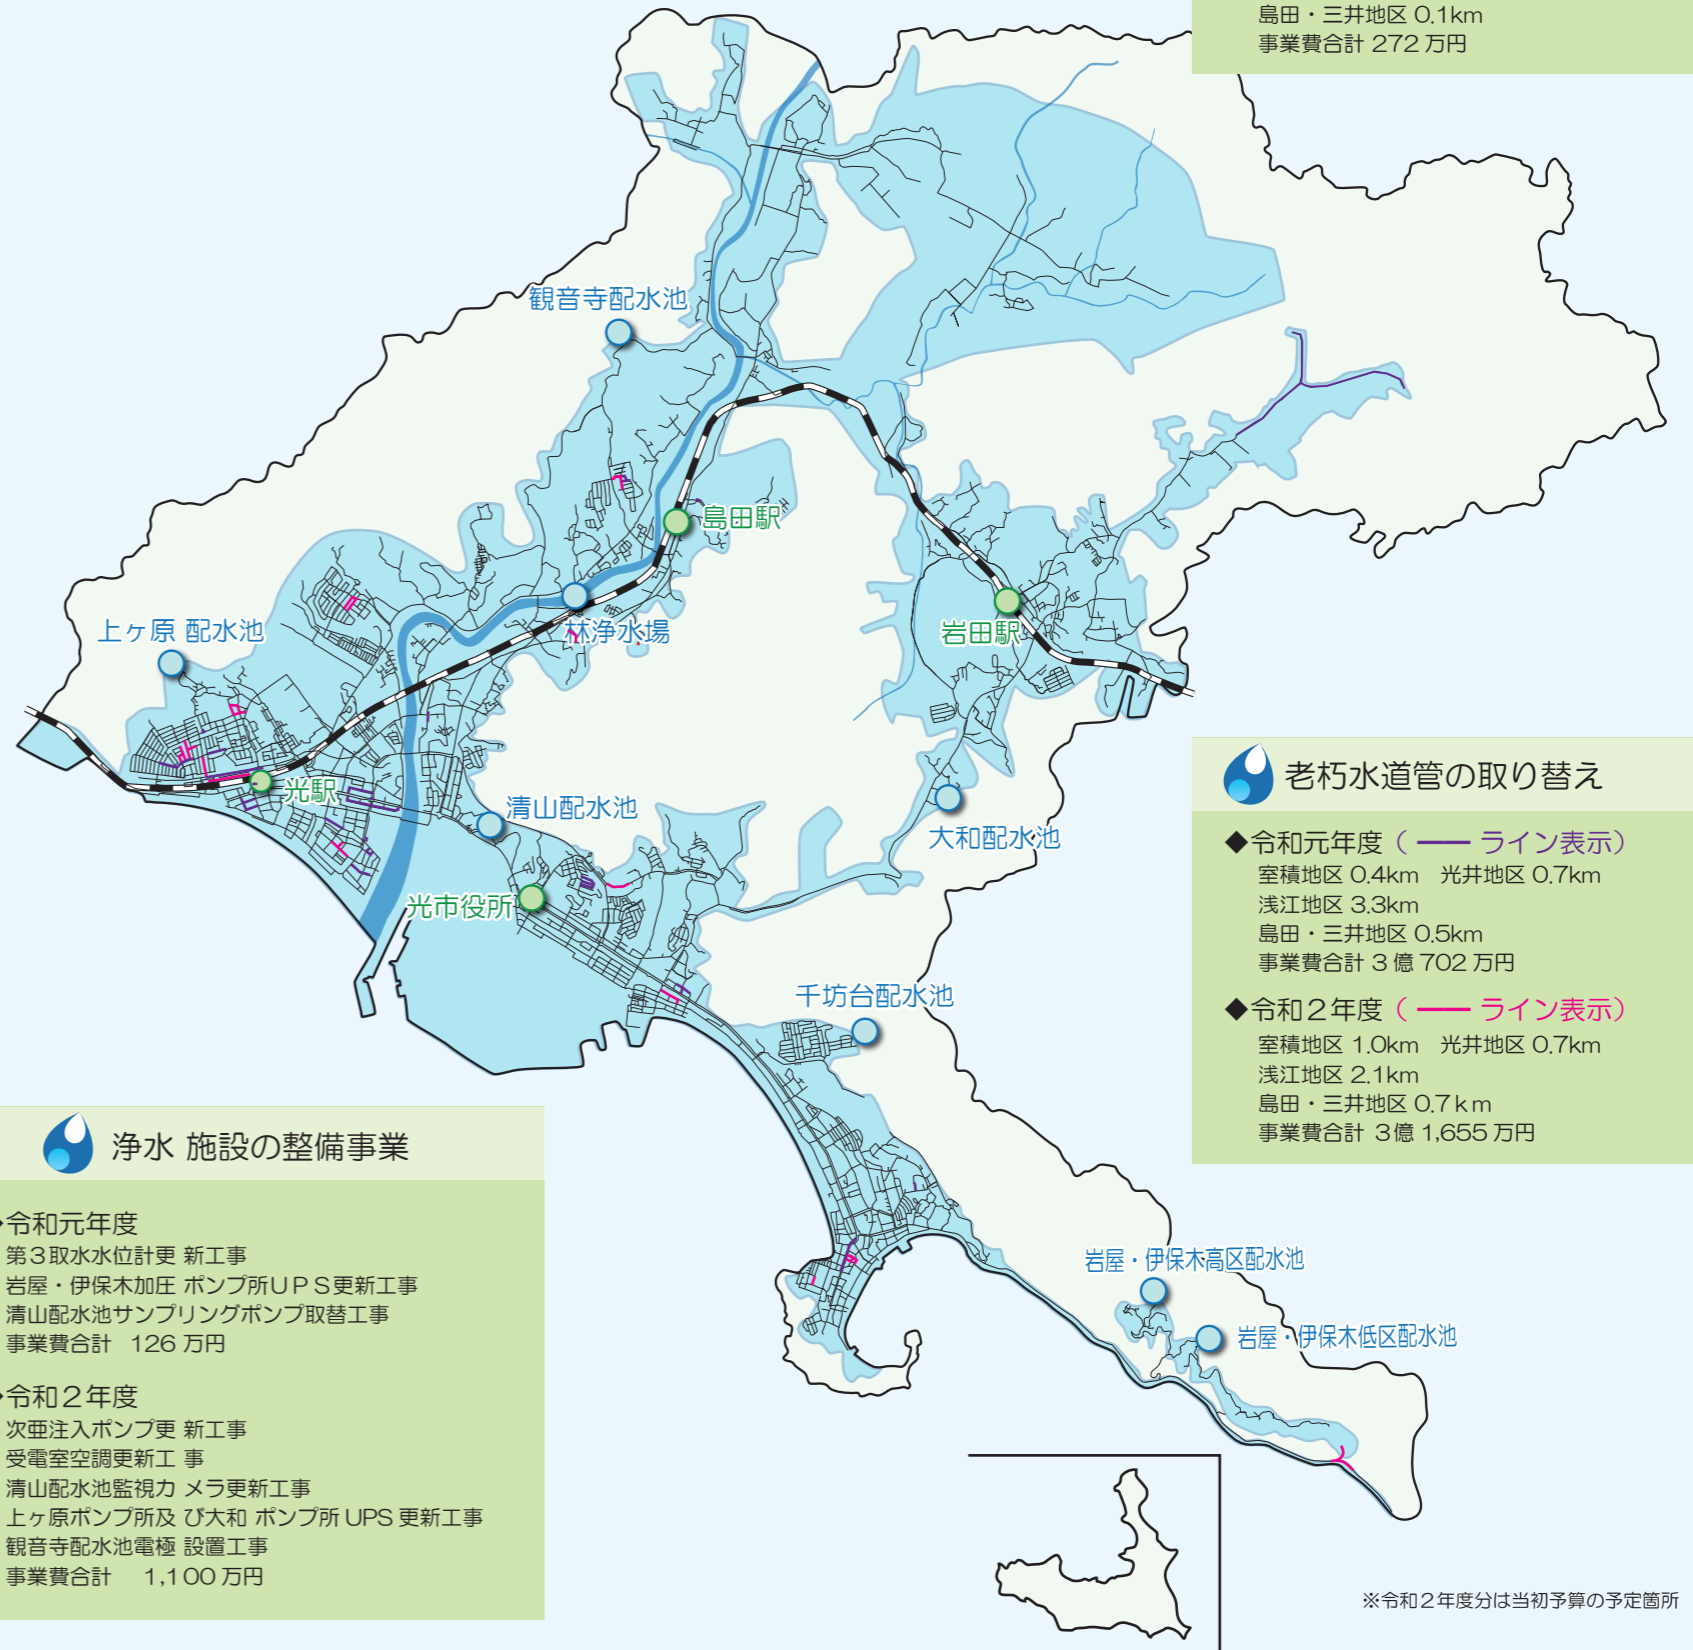 島田・三井地区 0.1km
事業費合計 272 万円
観音寺配水池
島田駅
林浄水場
上ヶ原 配水池
岩田駅
光駅
清山配水池
大和配水池
光市役所
千坊台配水池
岩屋・伊保木高区配水池
岩屋・伊保木低区配水池
老朽水道管の取り替え
◆令和元年度（ ━━ ライン表示）
室積地区 0.4km 光井地区 0.7km
浅江地区 3.3km
島田・三井地区 0.5km
事業費合計 3 億 702 万円
◆令和２年度（ ━━ ライン表示）
室積地区 1.0km 光井地区 0.7km
浅江地区 2.1km
島田・三井地区 0.7ｋｍ
事業費合計 3億 1,655 万円
浄水 施設の整備事業
◆令和元年度
第３取水水位計更 新工事
岩屋・伊保木加圧 ポンプ所ＵＰＳ更新工事
清山配水池サンプリングポンプ取替工事
事業費合計 126 万円
◆令和２年度
次亜注入ポンプ更 新工事
受電室空調更新工 事
清山配水池監視カ メラ更新工事
上ヶ原ポンプ所及 び大和 ポンプ所 UPS 更新工事
観音寺配水池電極 設置工事
事業費合計 1,100 万円
※令和２年度分は当初予算の予定箇所